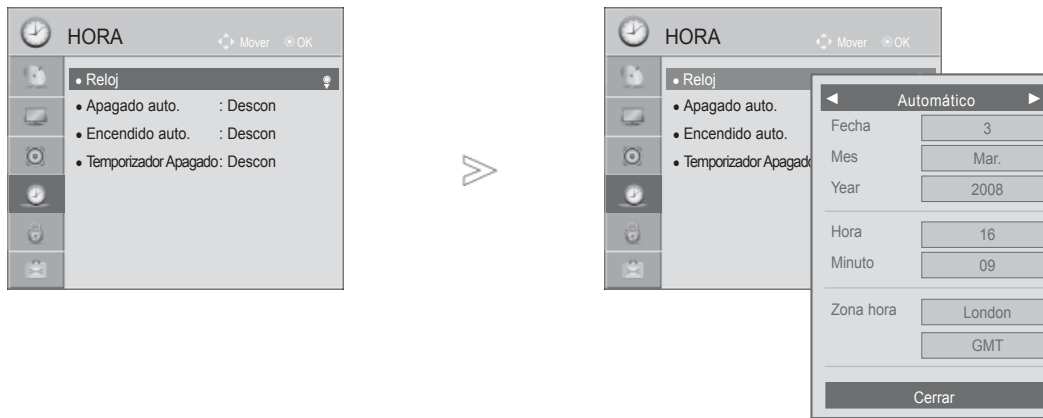 HORA
Mover OK
• Reloj
• Apagado auto. : Descon
• Encendido auto. : Descon
• Temporizador Apagado : Descon
HORA
Mover OK
• Reloj
• Apagado auto.
• Encendido auto.
• Temporizador Apagado
◄ Automático ►
Fecha 3
Mes Mar.
Year 2008
Hora 16
Minuto 09
Zona hora London
GMT
Cerrar